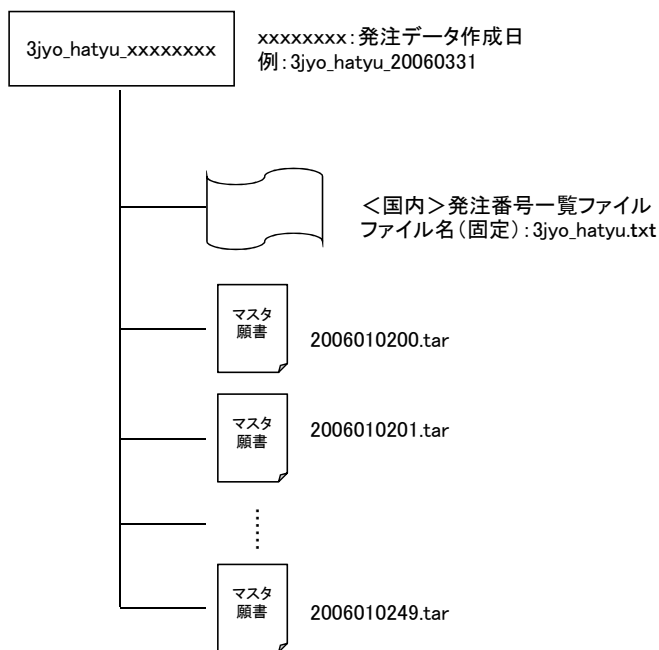 3jyo_hatyu_xxxxxxxx
xxxxxxxx:発注データ作成日
例:3jyo_hatyu_20060331
＜国内＞発注番号一覧ファイル
ファイル名(固定):3jyo_hatyu.txt
マスタ
願書
2006010200.tar
マスタ
願書
2006010201.tar
マスタ
願書
2006010249.tar